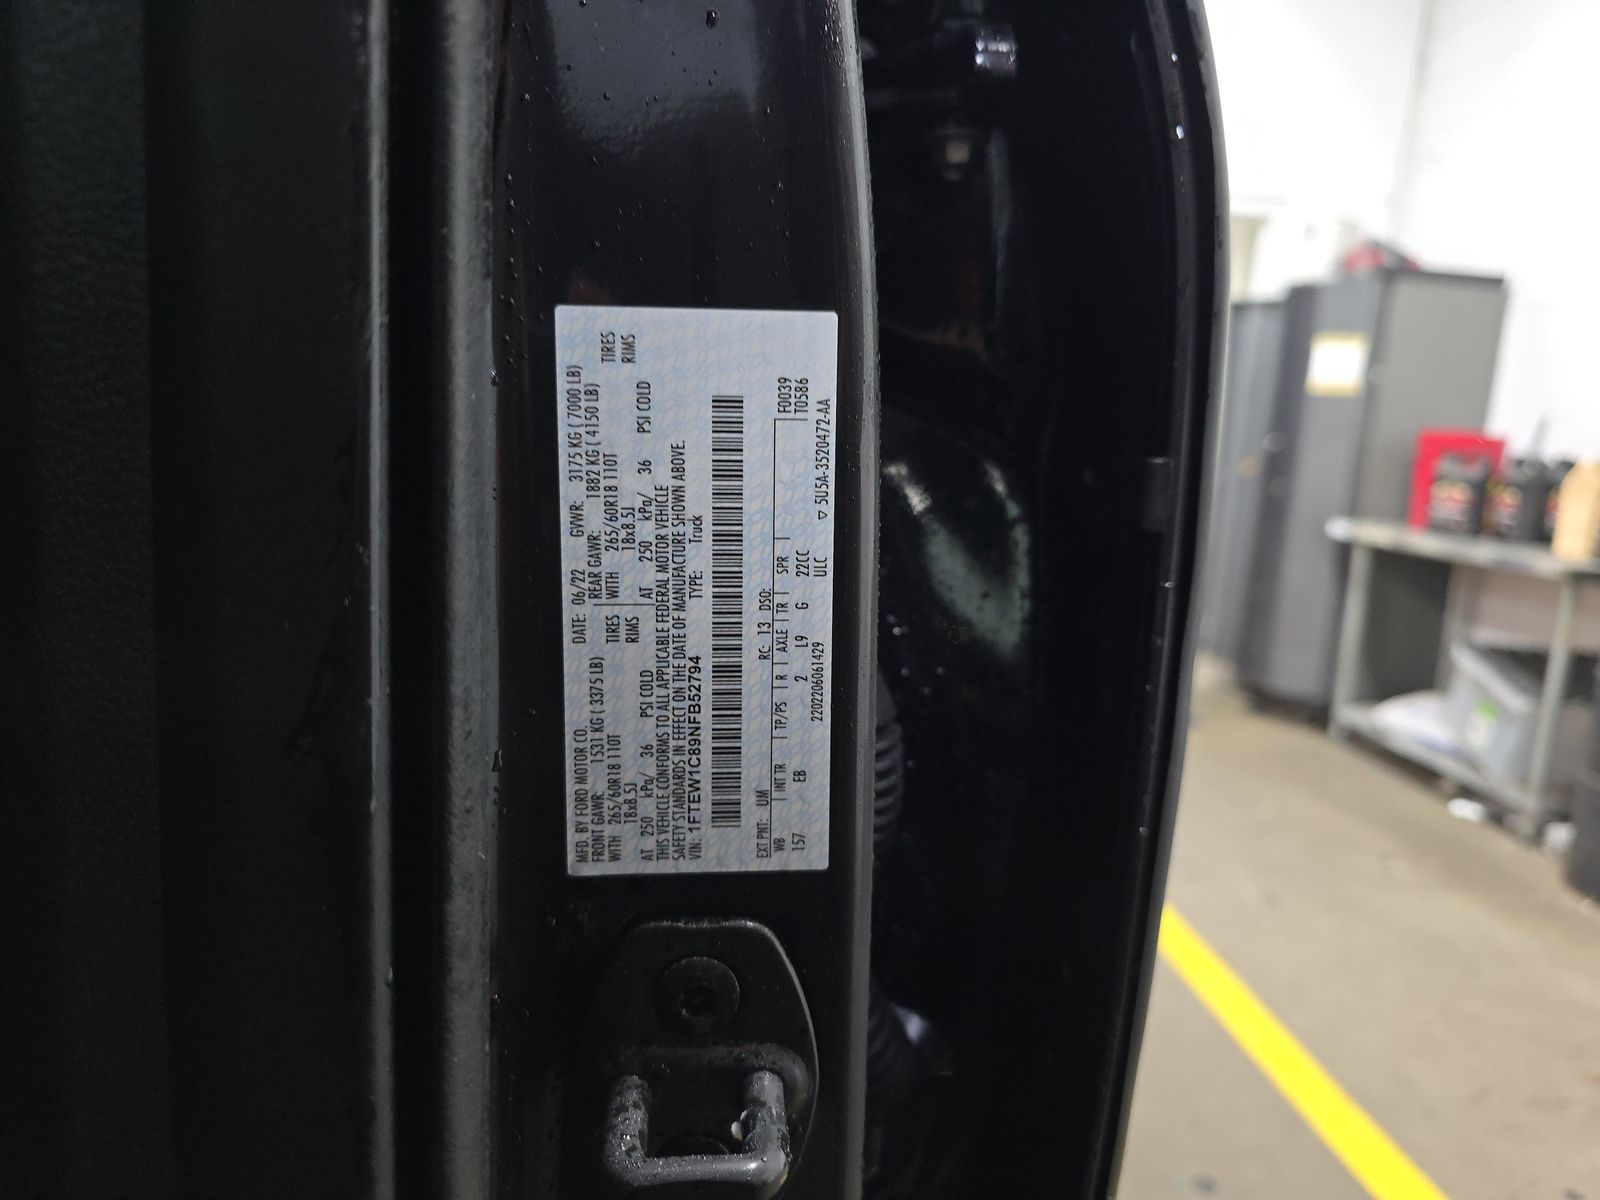 MFD. BY FORD MOTOR CO.
DATE: 06/22 GVWR: 3175 KG ( 7000 LB)
FRONT GAWR: 1531 KG ( 3375 LB) REAR GAWR: 1882 KG ( 4150 LB)
WITH 265/60R18 110T TIRES WITH 265/60R18 110T TIRES
18x8.5J RIMS 18x8.5J RIMS
AT 250 kPa/ 36 PSI COLD AT 250 kPa/ 36 PSI COLD
THIS VEHICLE CONFORMS TO ALL APPLICABLE FEDERAL MOTOR VEHICLE
SAFETY STANDARDS IN EFFECT ON THE DATE OF MANUFACTURE SHOWN ABOVE.
VIN: 1FTEW1C89NFB52794 TYPE: Truck
EXT PNT: UM RC: 13 DSO:
WB INT TR TP/PS R AXLE TR SPR F0039
157 EB 2 L9 G 22CC T0586
22022060 61429 ULC ▽ 5U5A-3520472-AA